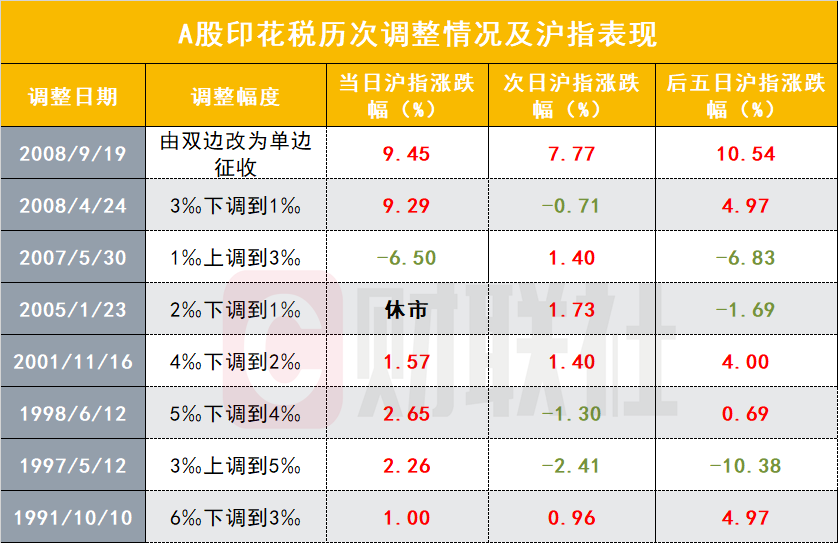 A股印花税历次调整情况及沪指表现
调整日期 调整幅度 当日沪指涨跌幅（%） 次日沪指涨跌幅（%） 后五日沪指涨跌幅（%）
2008/9/19 由双边改为单边征收 9.45 7.77 10.54
2008/4/24 3‰下调到1‰ 9.29 -0.71 4.97
2007/5/30 1‰上调到3‰ -6.50 1.40 -6.83
2005/1/23 2‰下调到1‰ 休市 1.73 -1.69
2001/11/16 4‰下调到2‰ 1.57 1.40 4.00
1998/6/12 5‰下调到4‰ 2.65 -1.30 0.69
1997/5/12 3‰上调到5‰ 2.26 -2.41 -10.38
1991/10/10 6‰下调到3‰ 1.00 0.96 4.97
财联社